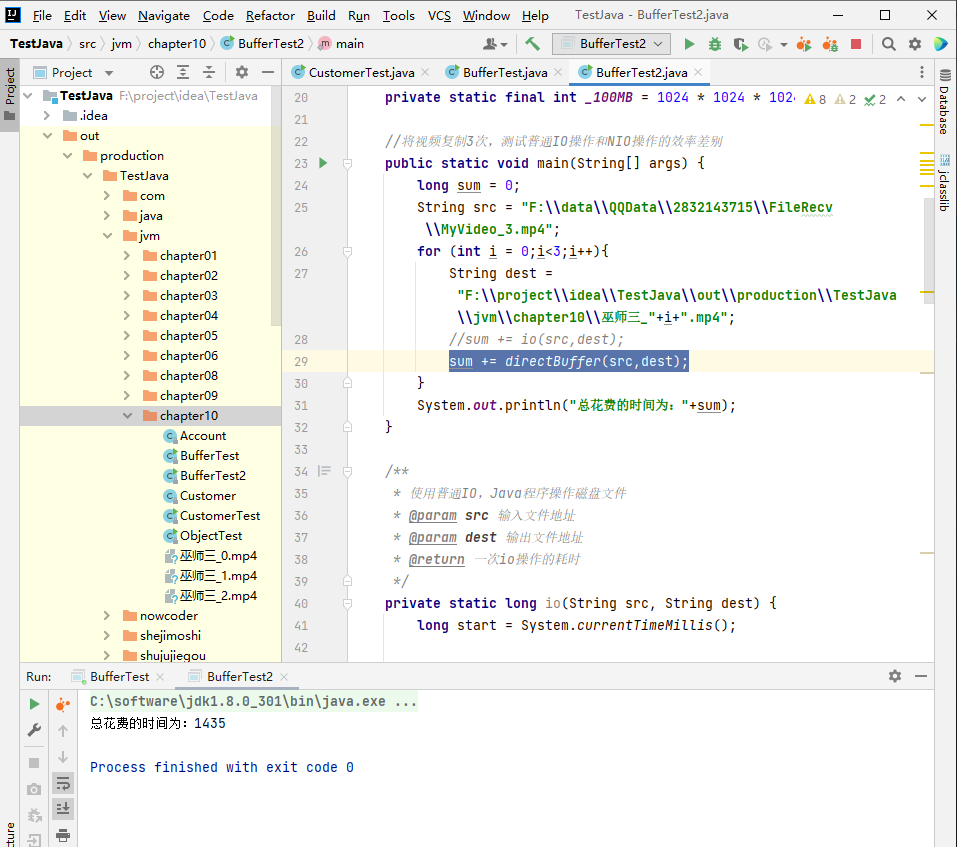 File Edit View Navigate Code Refactor Build Run Tools VCS Window Help TestJava - BufferTest2.java
TestJava src jvm chapter10 BufferTest2 main BufferTest2
Project
CustomerTest.java BufferTest.java BufferTest2.java
Project
Database
jclasslib
TestJava F:\project\idea\TestJava
.idea
out
production
TestJava
com
java
jvm
chapter01
chapter02
chapter03
chapter04
chapter05
chapter06
chapter08
chapter09
chapter10
Account
BufferTest
BufferTest2
Customer
CustomerTest
ObjectTest
巫师三_0.mp4
巫师三_1.mp4
巫师三_2.mp4
nowcoder
shejimoshi
shujujiegou
20 private static final int _100MB = 1024 * 1024 * 102 8 2 2
21
22 //将视频复制3次，测试普通IO操作和NIO操作的效率差别
23 public static void main(String[] args) {
24 long sum = 0;
25 String src = "F:\\data\\QQData\\2832143715\\FileRecv
\\MyVideo_3.mp4";
26 for (int i = 0;i<3;i++){
27 String dest =
"F:\\project\\idea\\TestJava\\out\\production\\TestJava
\\jvm\\chapter10\\巫师三_"+i+".mp4";
28 //sum += io(src,dest);
29 sum += directBuffer(src,dest);
30 }
31 System.out.println("总花费的时间为："+sum);
32 }
33
34 /**
35 * 使用普通IO，Java程序操作磁盘文件
36 * @param src 输入文件地址
37 * @param dest 输出文件地址
38 * @return 一次io操作的耗时
39 */
40 private static long io(String src, String dest) {
41 long start = System.currentTimeMillis();
42
Run: BufferTest BufferTest2
C:\software\jdk1.8.0_301\bin\java.exe ...
总花费的时间为：1435
Process finished with exit code 0